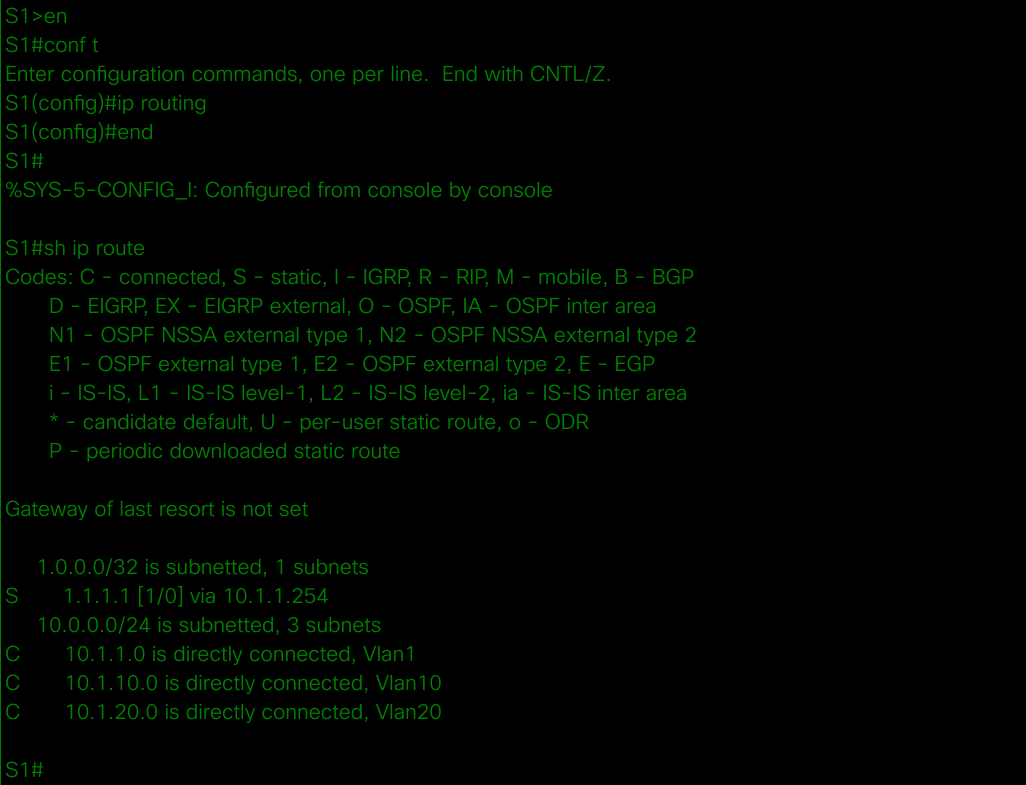 S1>en
S1#conf t
Enter configuration commands, one per line.  End with CNTL/Z.
S1(config)#ip routing
S1(config)#end
S1#
%SYS-5-CONFIG_I: Configured from console by console
S1#sh ip route
Codes: C - connected, S - static, I - IGRP, R - RIP, M - mobile, B - BGP
D - EIGRP, EX - EIGRP external, O - OSPF, IA - OSPF inter area
N1 - OSPF NSSA external type 1, N2 - OSPF NSSA external type 2
E1 - OSPF external type 1, E2 - OSPF external type 2, E - EGP
i - IS-IS, L1 - IS-IS level-1, L2 - IS-IS level-2, ia - IS-IS inter area
* - candidate default, U - per-user static route, o - ODR
P - periodic downloaded static route
Gateway of last resort is not set
1.0.0.0/32 is subnetted, 1 subnets
S 1.1.1.1 [1/0] via 10.1.1.254
10.0.0.0/24 is subnetted, 3 subnets
C 10.1.1.0 is directly connected, Vlan1
C 10.1.10.0 is directly connected, Vlan10
C 10.1.20.0 is directly connected, Vlan20
S1#